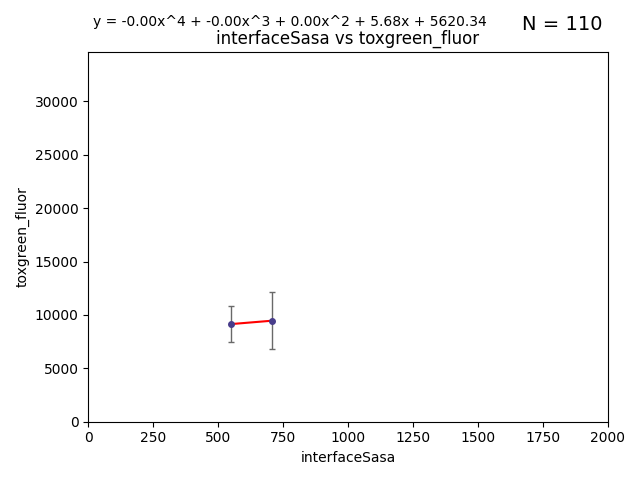 y = -0.00x^4 + -0.00x^3 + 0.00x^2 + 5.68x + 5620.34
N = 110
interfaceSasa vs toxgreen_fluor
30000
25000
20000
15000
10000
5000
0
toxgreen_fluor
0 250 500 750 1000 1250 1500 1750 2000
interfaceSasa